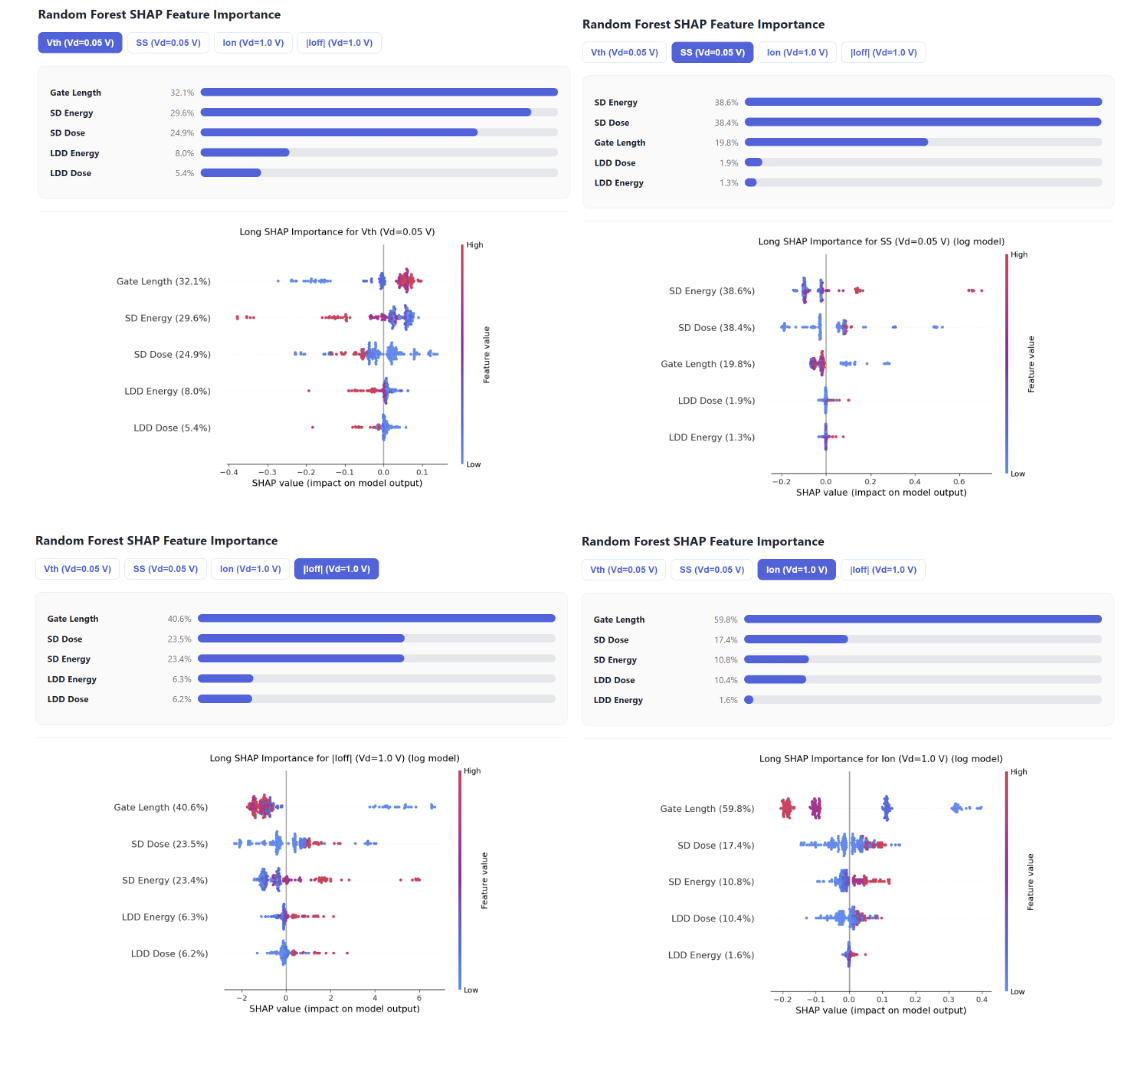 Random Forest SHAP Feature Importance
Vth (Vd=0.05 V) SS (Vd=0.05 V) Ion (Vd=1.0 V) |Ioff| (Vd=1.0 V)
Gate Length 32.1%
SD Energy 29.6%
SD Dose 24.9%
LDD Energy 8.0%
LDD Dose 5.4%
Long SHAP Importance for Vth (Vd=0.05 V)
High
Gate Length (32.1%)
SD Energy (29.6%)
SD Dose (24.9%)
LDD Energy (8.0%)
LDD Dose (5.4%)
Feature value
Low
−0.4 −0.3 −0.2 −0.1 0.0 0.1
SHAP value (impact on model output)
Random Forest SHAP Feature Importance
Vth (Vd=0.05 V) SS (Vd=0.05 V) Ion (Vd=1.0 V) |Ioff| (Vd=1.0 V)
SD Energy 38.6%
SD Dose 38.4%
Gate Length 19.8%
LDD Dose 1.9%
LDD Energy 1.3%
Long SHAP Importance for SS (Vd=0.05 V) (log model)
High
SD Energy (38.6%)
SD Dose (38.4%)
Gate Length (19.8%)
LDD Dose (1.9%)
LDD Energy (1.3%)
Feature value
Low
−0.2 0.0 0.2 0.4 0.6
SHAP value (impact on model output)
Random Forest SHAP Feature Importance
Vth (Vd=0.05 V) SS (Vd=0.05 V) Ion (Vd=1.0 V) |Ioff| (Vd=1.0 V)
Gate Length 40.6%
SD Dose 23.5%
SD Energy 23.4%
LDD Energy 6.3%
LDD Dose 6.2%
Long SHAP Importance for |Ioff| (Vd=1.0 V) (log model)
High
Gate Length (40.6%)
SD Dose (23.5%)
SD Energy (23.4%)
LDD Energy (6.3%)
LDD Dose (6.2%)
Feature value
Low
−2 0 2 4 6
SHAP value (impact on model output)
Random Forest SHAP Feature Importance
Vth (Vd=0.05 V) SS (Vd=0.05 V) Ion (Vd=1.0 V) |Ioff| (Vd=1.0 V)
Gate Length 59.8%
SD Dose 17.4%
SD Energy 10.8%
LDD Dose 10.4%
LDD Energy 1.6%
Long SHAP Importance for Ion (Vd=1.0 V) (log model)
High
Gate Length (59.8%)
SD Dose (17.4%)
SD Energy (10.8%)
LDD Dose (10.4%)
LDD Energy (1.6%)
Feature value
Low
−0.2 −0.1 0.0 0.1 0.2 0.3 0.4
SHAP value (impact on model output)